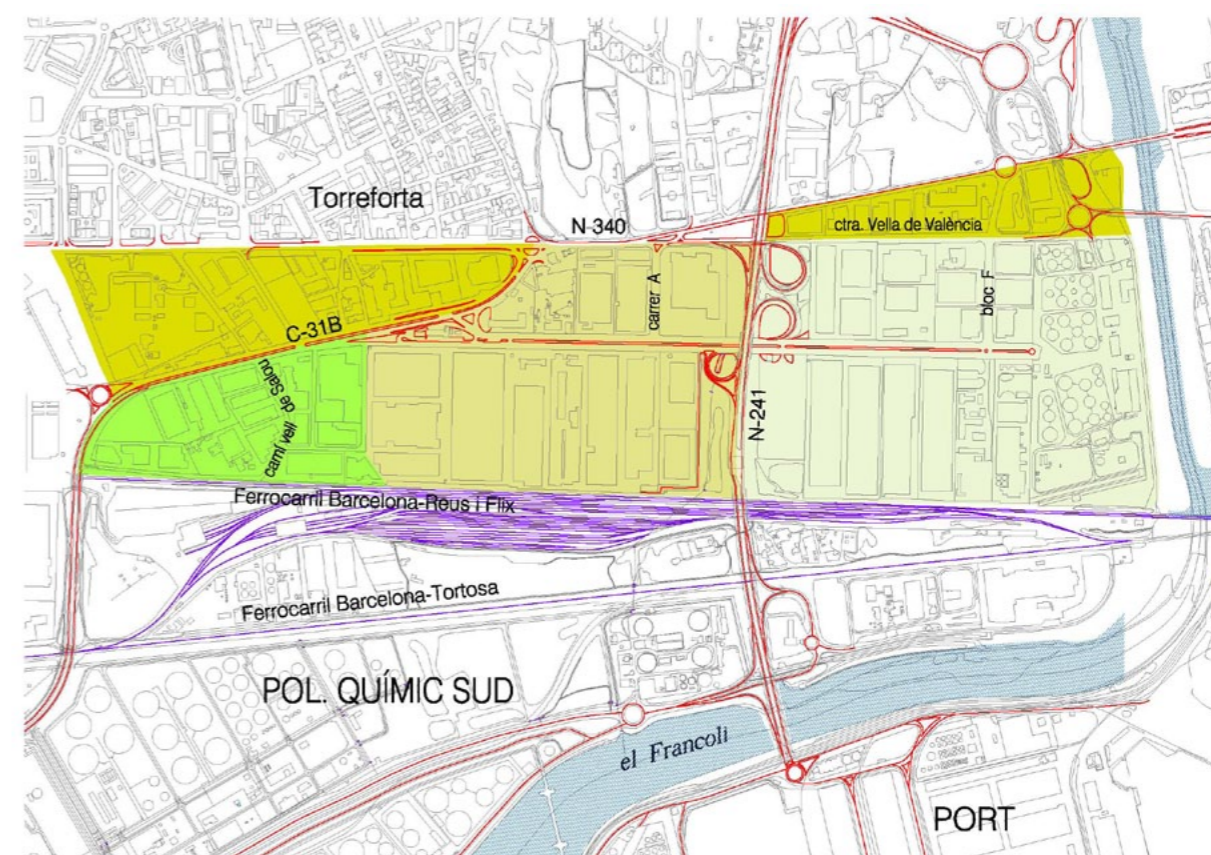 Torreforta
N-340
ctra. Vella de València
carrer A
bloc F
C-31B
camí vell de Salou
N-241
Ferrocarril Barcelona-Reus i Flix
Ferrocarril Barcelona-Tortosa
POL. QUÍMIC SUD
el Francoli
PORT